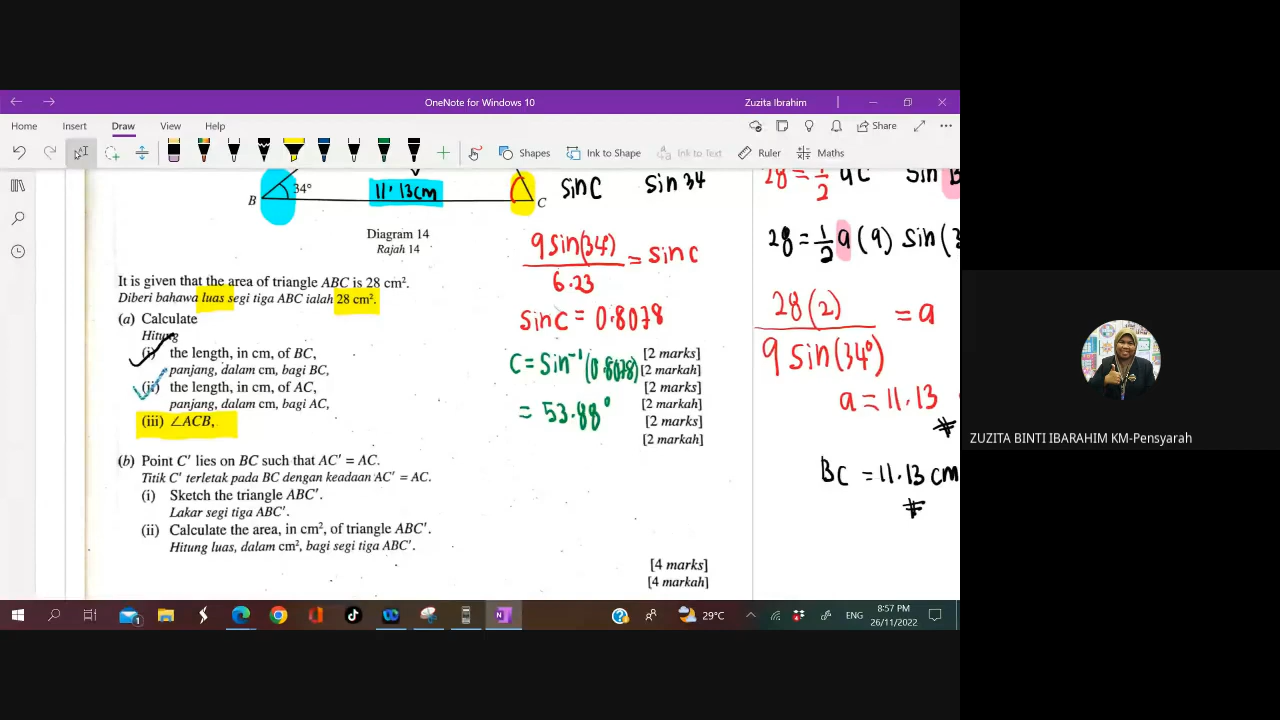 OneNote for Windows 10
Zuzita Ibrahim
Home Insert Draw View Help
Share
Shapes Ink to Shape Ink to Text Ruler Maths
B 34° 11.13cm C
sin C sin 34
Diagram 14
Rajah 14
It is given that the area of triangle ABC is 28 cm².
Diberi bahawa luas segi tiga ABC ialah 28 cm².
(a) Calculate
Hitung
(i) the length, in cm, of BC, [2 marks]
panjang, dalam cm, bagi BC, [2 markah]
(ii) the length, in cm, of AC, [2 marks]
panjang, dalam cm, bagi AC, [2 markah]
(iii) ∠ACB, [2 marks]
[2 markah]
(b) Point C′ lies on BC such that AC′ = AC.
Titik C′ terletak pada BC dengan keadaan AC′ = AC.
(i) Sketch the triangle ABC′.
Lakar segi tiga ABC′.
(ii) Calculate the area, in cm², of triangle ABC′.
Hitung luas, dalam cm², bagi segi tiga ABC′.
[4 marks]
[4 markah]
9 sin(34) / 6.23 = sin C
sin C = 0.8078
C = Sin⁻¹ (0.8078)
= 53.88°
28 = 1/2 ac sin
28 = 1/2 a (9) sin
28 (2) / 9 sin(34°) = a
a = 11.13
BC = 11.13 cm
ZUZITA BINTI IBARAHIM KM-Pensyarah
29°C
ENG
8:57 PM
26/11/2022